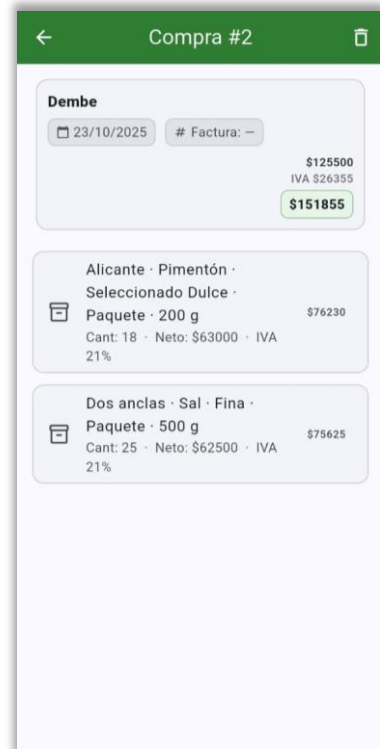 Compra #2
Dembe
23/10/2025 # Factura: —
$125500
IVA $26355
$151855
Alicante · Pimentón ·
Seleccionado Dulce ·
Paquete · 200 g
Cant: 18 · Neto: $63000 · IVA
21%
$76230
Dos anclas · Sal · Fina ·
Paquete · 500 g
Cant: 25 · Neto: $62500 · IVA
21%
$75625